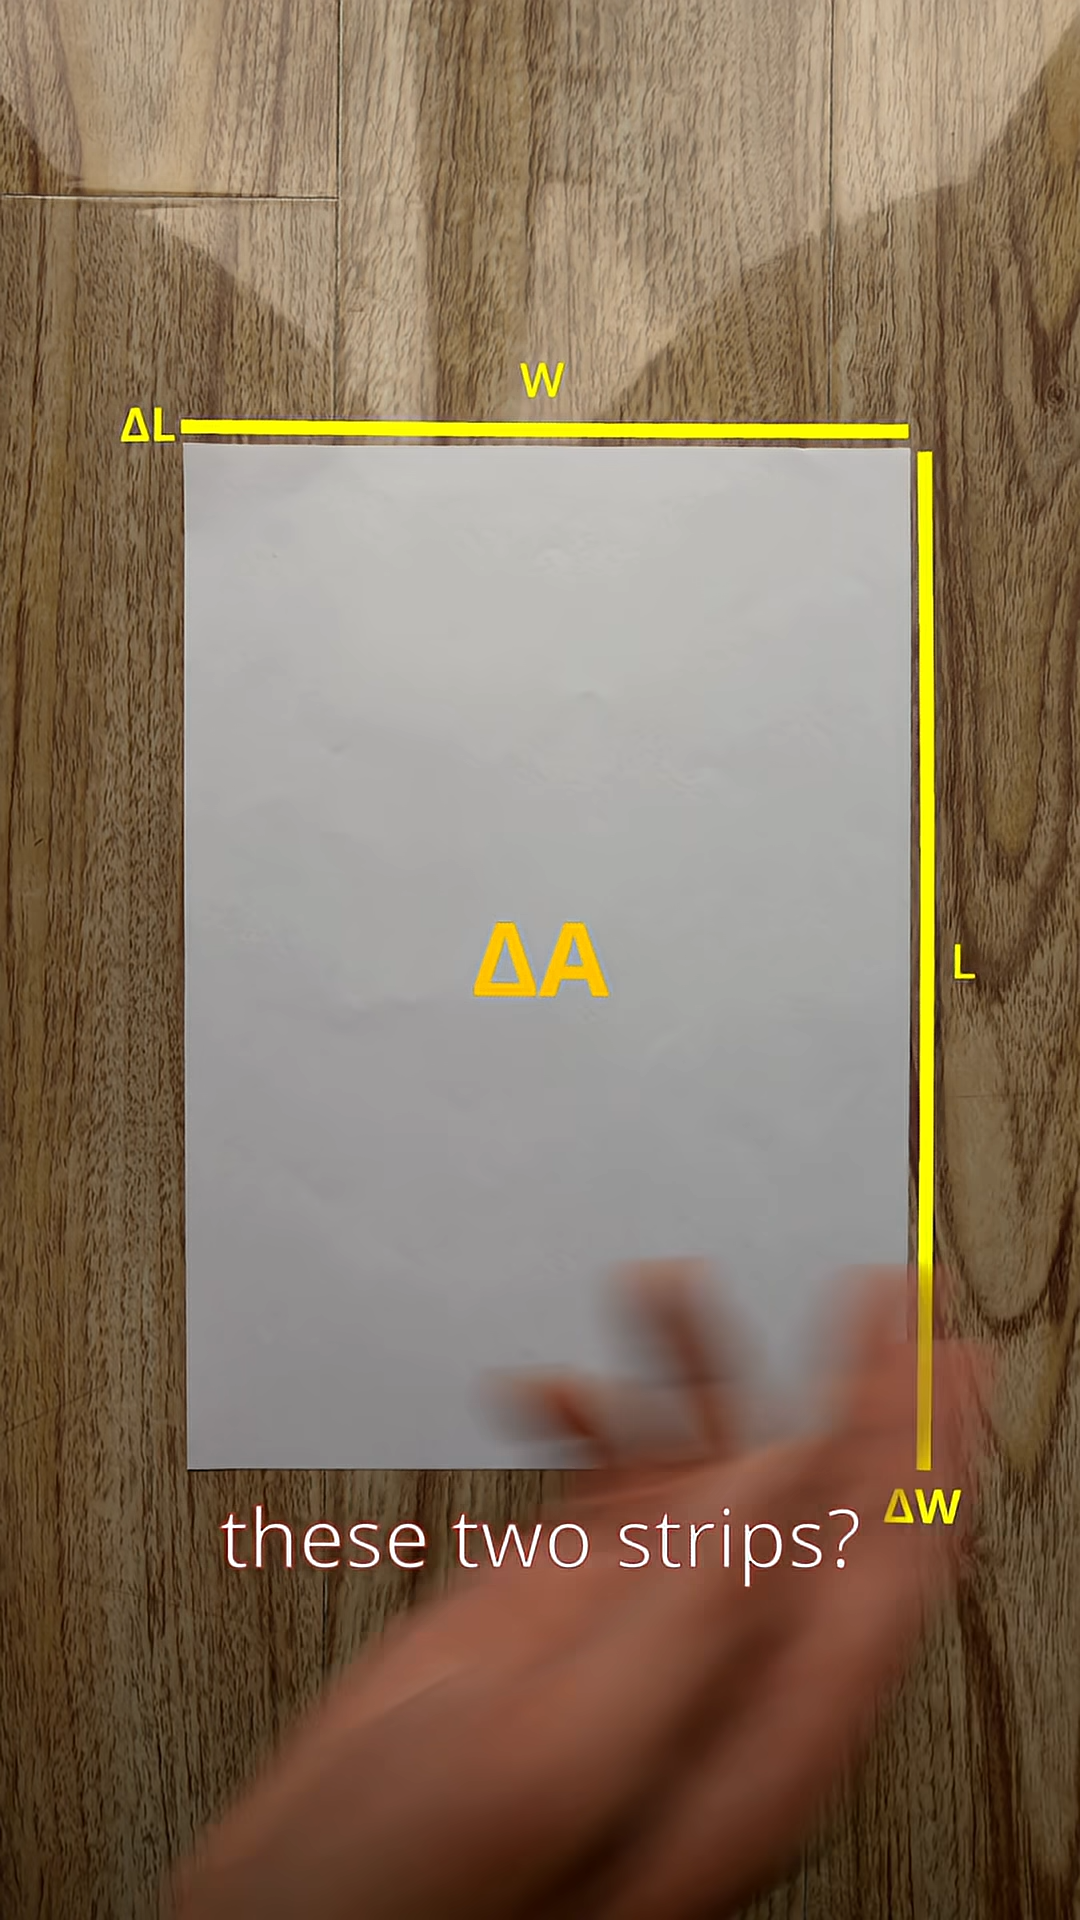 W
ΔL
ΔA
L
ΔW
these two strips?